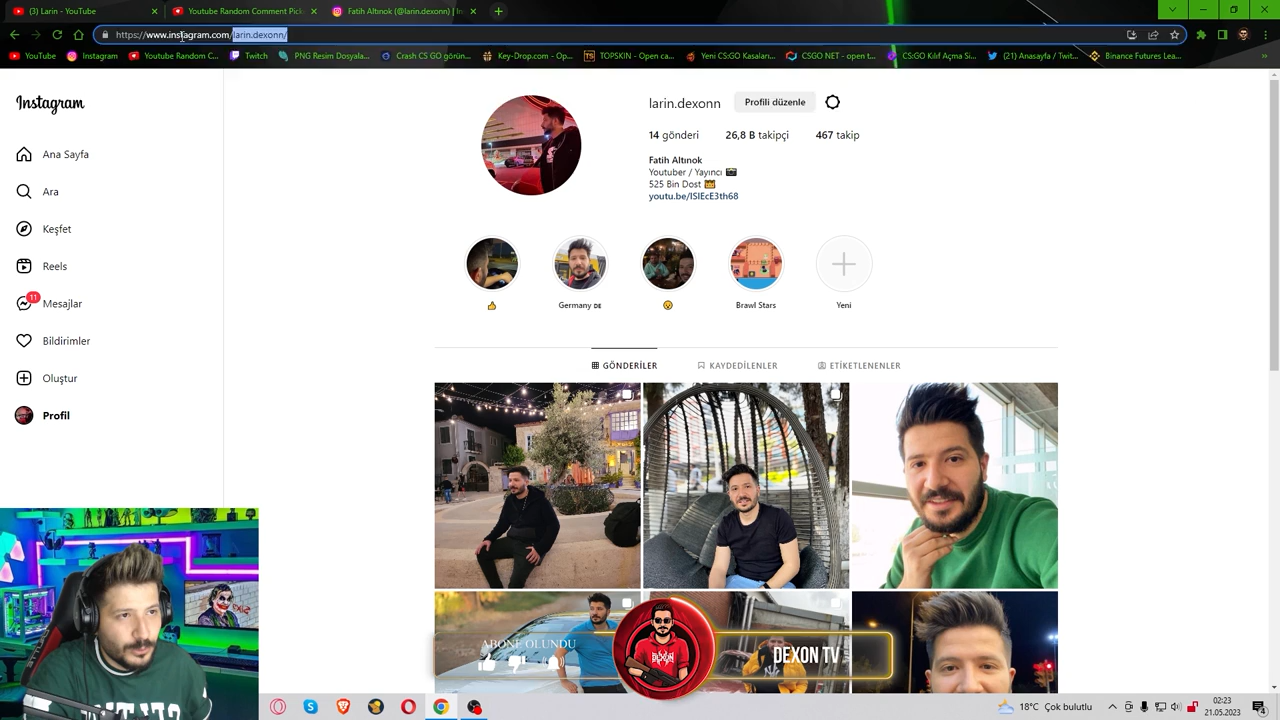 (3) Larin - YouTube
Youtube Random Comment Pick
Fatih Altınok (@larin.dexonn) | In
https://www.instagram.com/larin.dexonn/
YouTube
Instagram
Youtube Random C...
Twitch
PNG Resim Dosyala...
Crash CS GO görün...
Key-Drop.com - Op...
TOPSKIN - Open ca...
Yeni CS:GO Kasaları...
CSGO NET - open t...
CS:GO Kılıf Açma Si...
(21) Anasayfa / Twit...
Binance Futures Lea...
»
Instagram
Ana Sayfa
Ara
Keşfet
Reels
11
Mesajlar
Bildirimler
Oluştur
Profil
larin.dexonn
Profili düzenle
14 gönderi 26,8 B takipçi 467 takip
Fatih Altınok
Youtuber / Yayıncı
525 Bin Dost
youtu.be/ISlEcE3th68
Germany DE
Brawl Stars
Yeni
GÖNDERİLER
KAYDEDİLENLER
ETİKETLENENLER
ABONE OLUNDU
DEXON
DEXON TV
18°C Çok bulutlu
02:23
21.05.2023
4